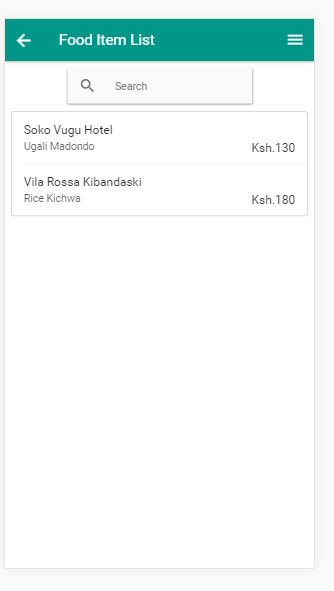 Food Item List
Search
Soko Vugu Hotel
Ugali Madondo
Ksh.130
Vila Rossa Kibandaski
Rice Kichwa
Ksh.180